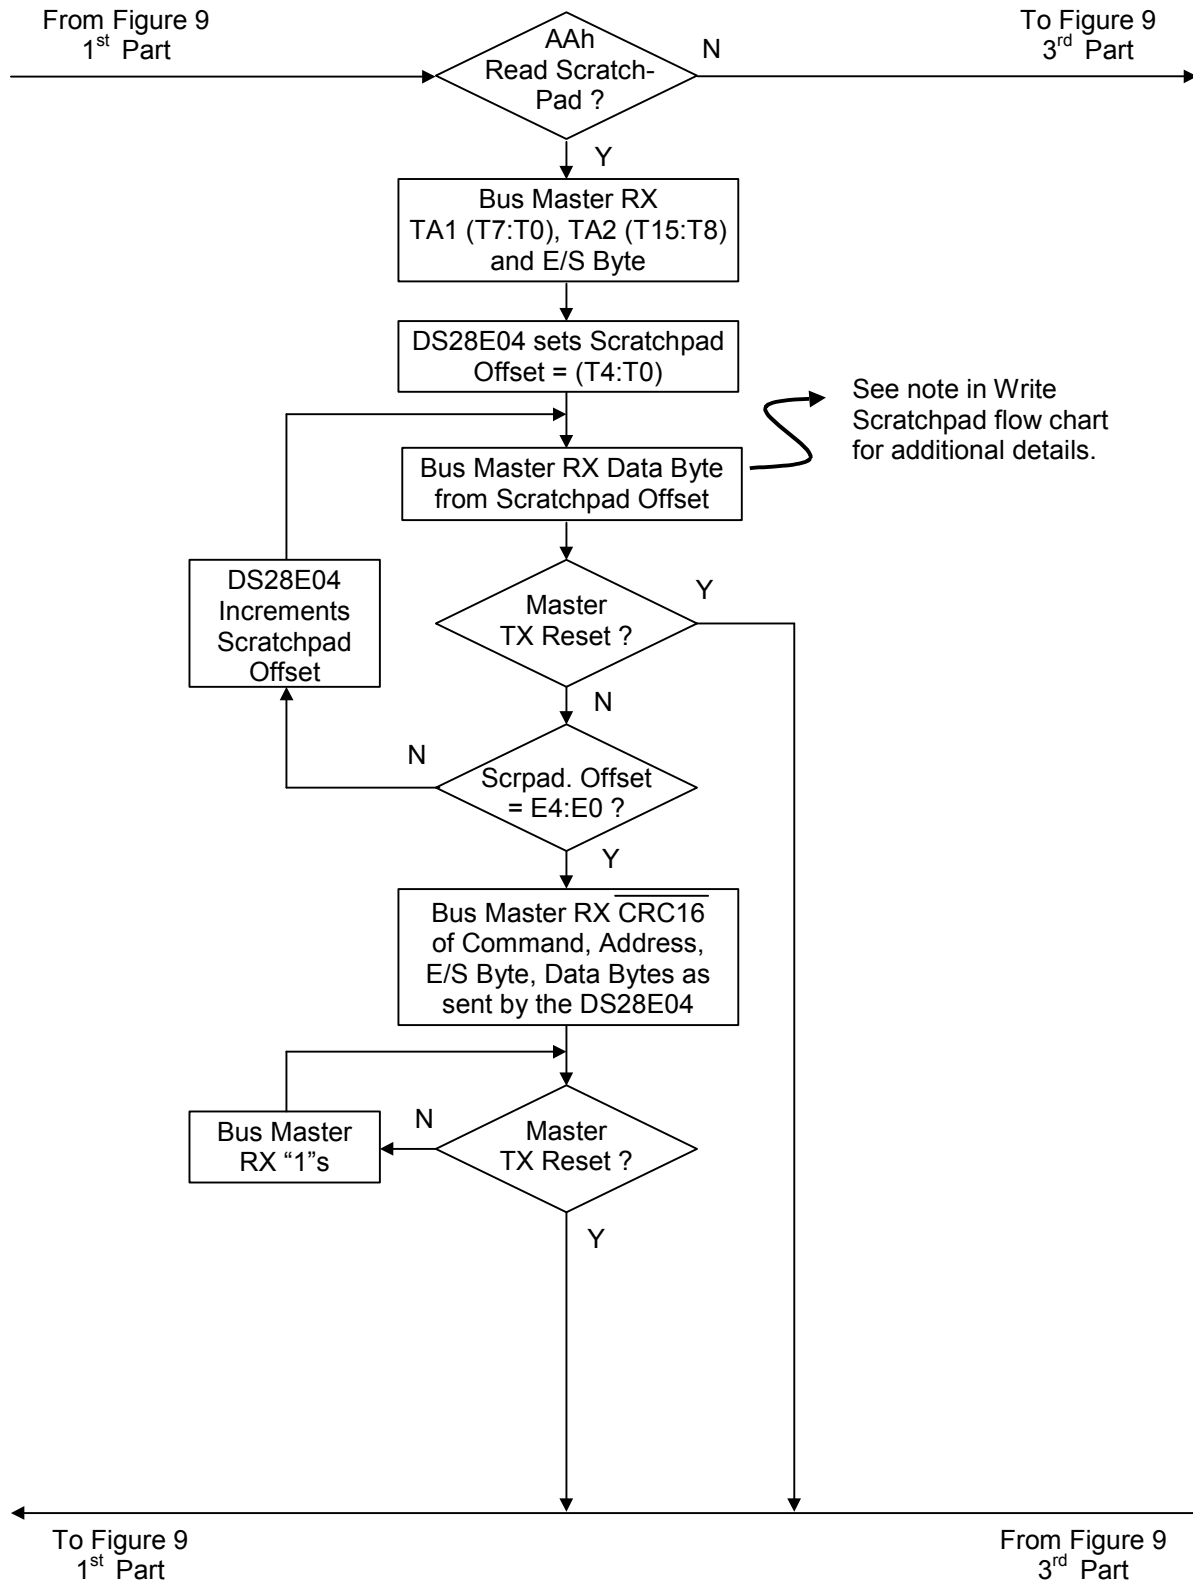 From Figure 9
1st Part
To Figure 9
3rd Part
AAh
Read Scratch-
Pad ?
N
Y
Bus Master RX
TA1 (T7:T0), TA2 (T15:T8)
and E/S Byte
DS28E04 sets Scratchpad
Offset = (T4:T0)
See note in Write
Scratchpad flow chart
for additional details.
Bus Master RX Data Byte
from Scratchpad Offset
DS28E04
Increments
Scratchpad
Offset
Master
TX Reset ?
Y
N
N
Scrpad. Offset
= E4:E0 ?
Y
Bus Master RX CRC16
of Command, Address,
E/S Byte, Data Bytes as
sent by the DS28E04
N
Bus Master
RX “1”s
Master
TX Reset ?
Y
To Figure 9
1st Part
From Figure 9
3rd Part